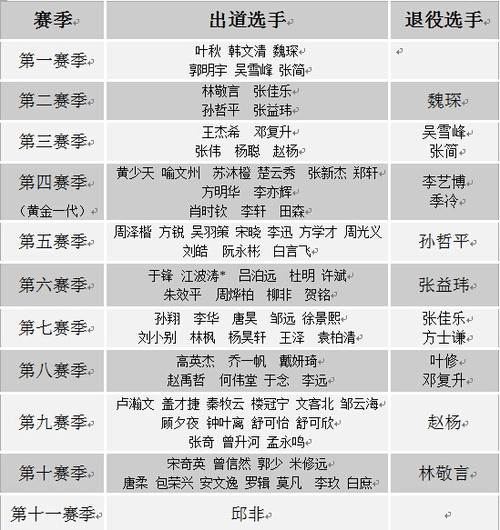 赛季 出道选手 退役选手
第一赛季 叶秋 韩文清 魏琛
郭明宇 吴雪峰 张简
第二赛季 林敬言 张佳乐
孙哲平 张益玮 魏琛
第三赛季 王杰希 邓复升
张伟 杨聪 赵杨 吴雪峰
张简
第四赛季
(黄金一代) 黄少天 喻文州 苏沐橙 楚云秀 张新杰 郑轩
方明华 李亦辉
肖时钦 李轩 田森 李艺博
季冷
第五赛季 周泽楷 方锐 吴羽策 宋晓 李迅 方学才 周光义
刘皓 阮永彬 白言飞 孙哲平
第六赛季 于锋 江波涛* 吕泊远 杜明 许斌
朱效平 周烨柏 柳非 贺铭 张益玮
第七赛季 孙翔 李华 唐昊 邹远 徐景熙
刘小别 林枫 杨昊轩 王泽 袁柏清 张佳乐
方士谦
第八赛季 高英杰 乔一帆 戴妍琦
赵禹哲 何伟堂 于念 李远 叶修
邓复升
第九赛季 卢瀚文 盖才捷 秦牧云 楼冠宁 文客北 邹云海
顾夕夜 钟叶离 舒可怡 舒可欣
张奇 曾升河 孟永鸣 赵杨
第十赛季 宋奇英 曾信然 郭少 米修远
唐柔 包荣兴 安文逸 罗辑 莫凡 李玖 白庶 林敬言
第十一赛季 邱非